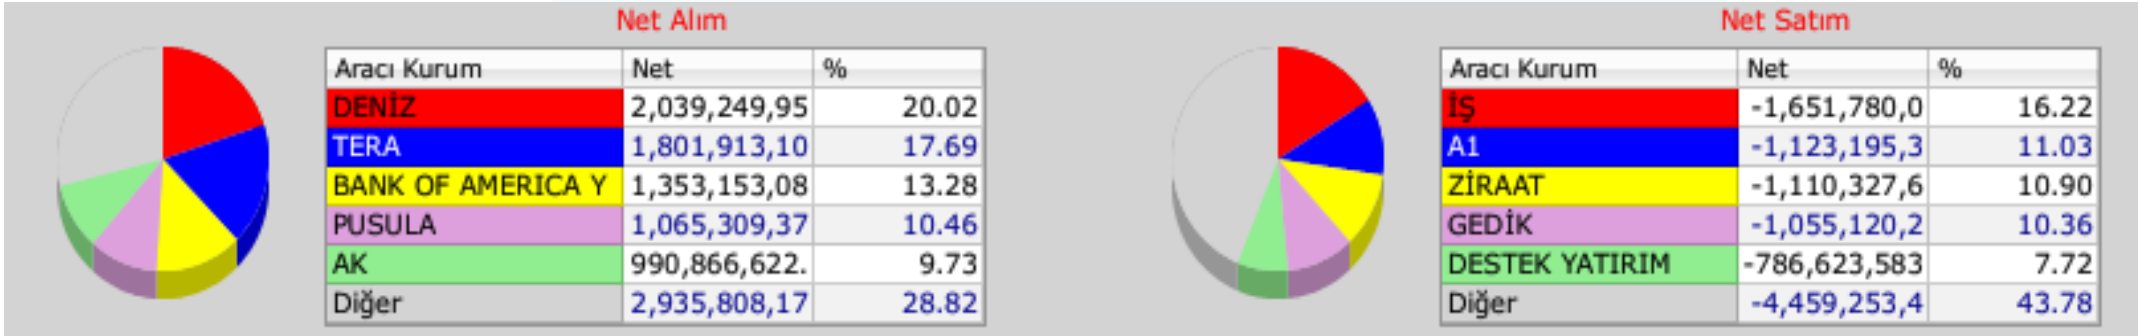 Net Alım
Aracı Kurum Net %
DENİZ 2,039,249,95 20.02
TERA 1,801,913,10 17.69
BANK OF AMERICA Y 1,353,153,08 13.28
PUSULA 1,065,309,37 10.46
AK 990,866,622. 9.73
Diğer 2,935,808,17 28.82
Net Satım
Aracı Kurum Net %
İŞ -1,651,780,0 16.22
A1 -1,123,195,3 11.03
ZİRAAT -1,110,327,6 10.90
GEDİK -1,055,120,2 10.36
DESTEK YATIRIM -786,623,583 7.72
Diğer -4,459,253,4 43.78